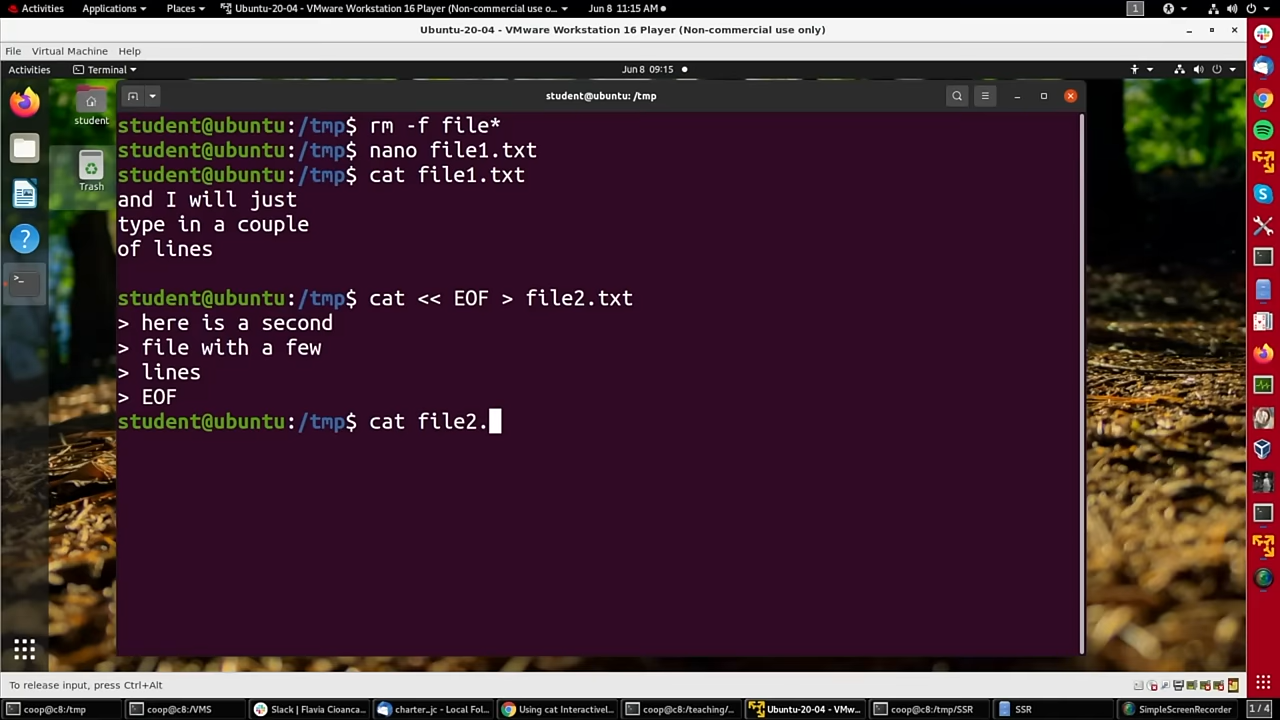 Activities Applications Places Ubuntu-20-04 - VMware Workstation 16 Player (Non-commercial use o... Jun 8 11:15 AM 1
Ubuntu-20-04 - VMware Workstation 16 Player (Non-commercial use only)
File Virtual Machine Help
Activities Terminal Jun 8 09:15
student@ubuntu: /tmp
student
Trash
student@ubuntu:/tmp$ rm -f file*
student@ubuntu:/tmp$ nano file1.txt
student@ubuntu:/tmp$ cat file1.txt
and I will just
type in a couple
of lines
student@ubuntu:/tmp$ cat << EOF > file2.txt
> here is a second
> file with a few
> lines
> EOF
student@ubuntu:/tmp$ cat file2.
To release input, press Ctrl+Alt
coop@c8:/tmp coop@c8:/VMS Slack | Flavia Cioanca... charter_jc - Local Fol... Using cat Interactivel... coop@c8:/teaching/... Ubuntu-20-04 - VMw... coop@c8:/tmp/SSR SSR SimpleScreenRecorder 1 / 4